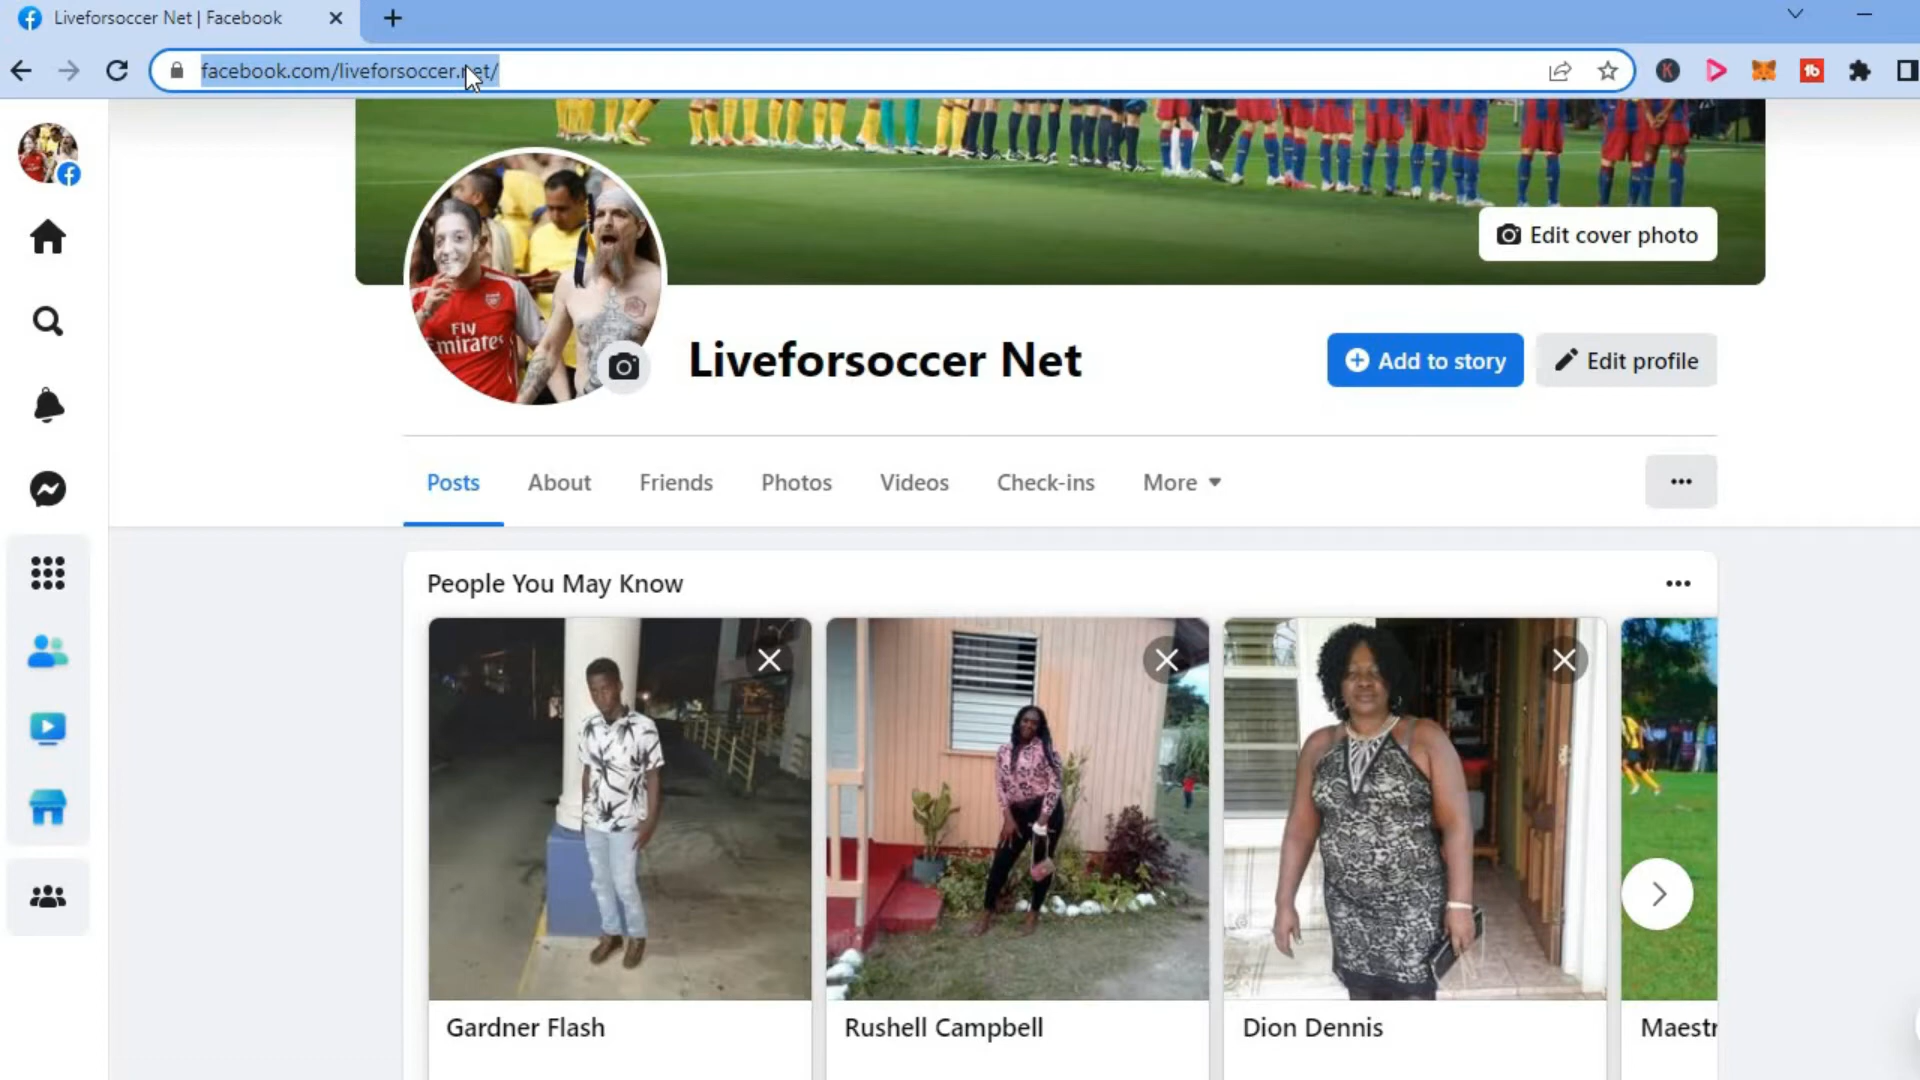 Liveforsoccer Net | Facebook
facebook.com/liveforsoccer.net/
Edit cover photo
Fly
Emirates
Liveforsoccer Net
Add to story
Edit profile
Posts
About
Friends
Photos
Videos
Check-ins
More
People You May Know
Gardner Flash
Rushell Campbell
Dion Dennis
Maestr